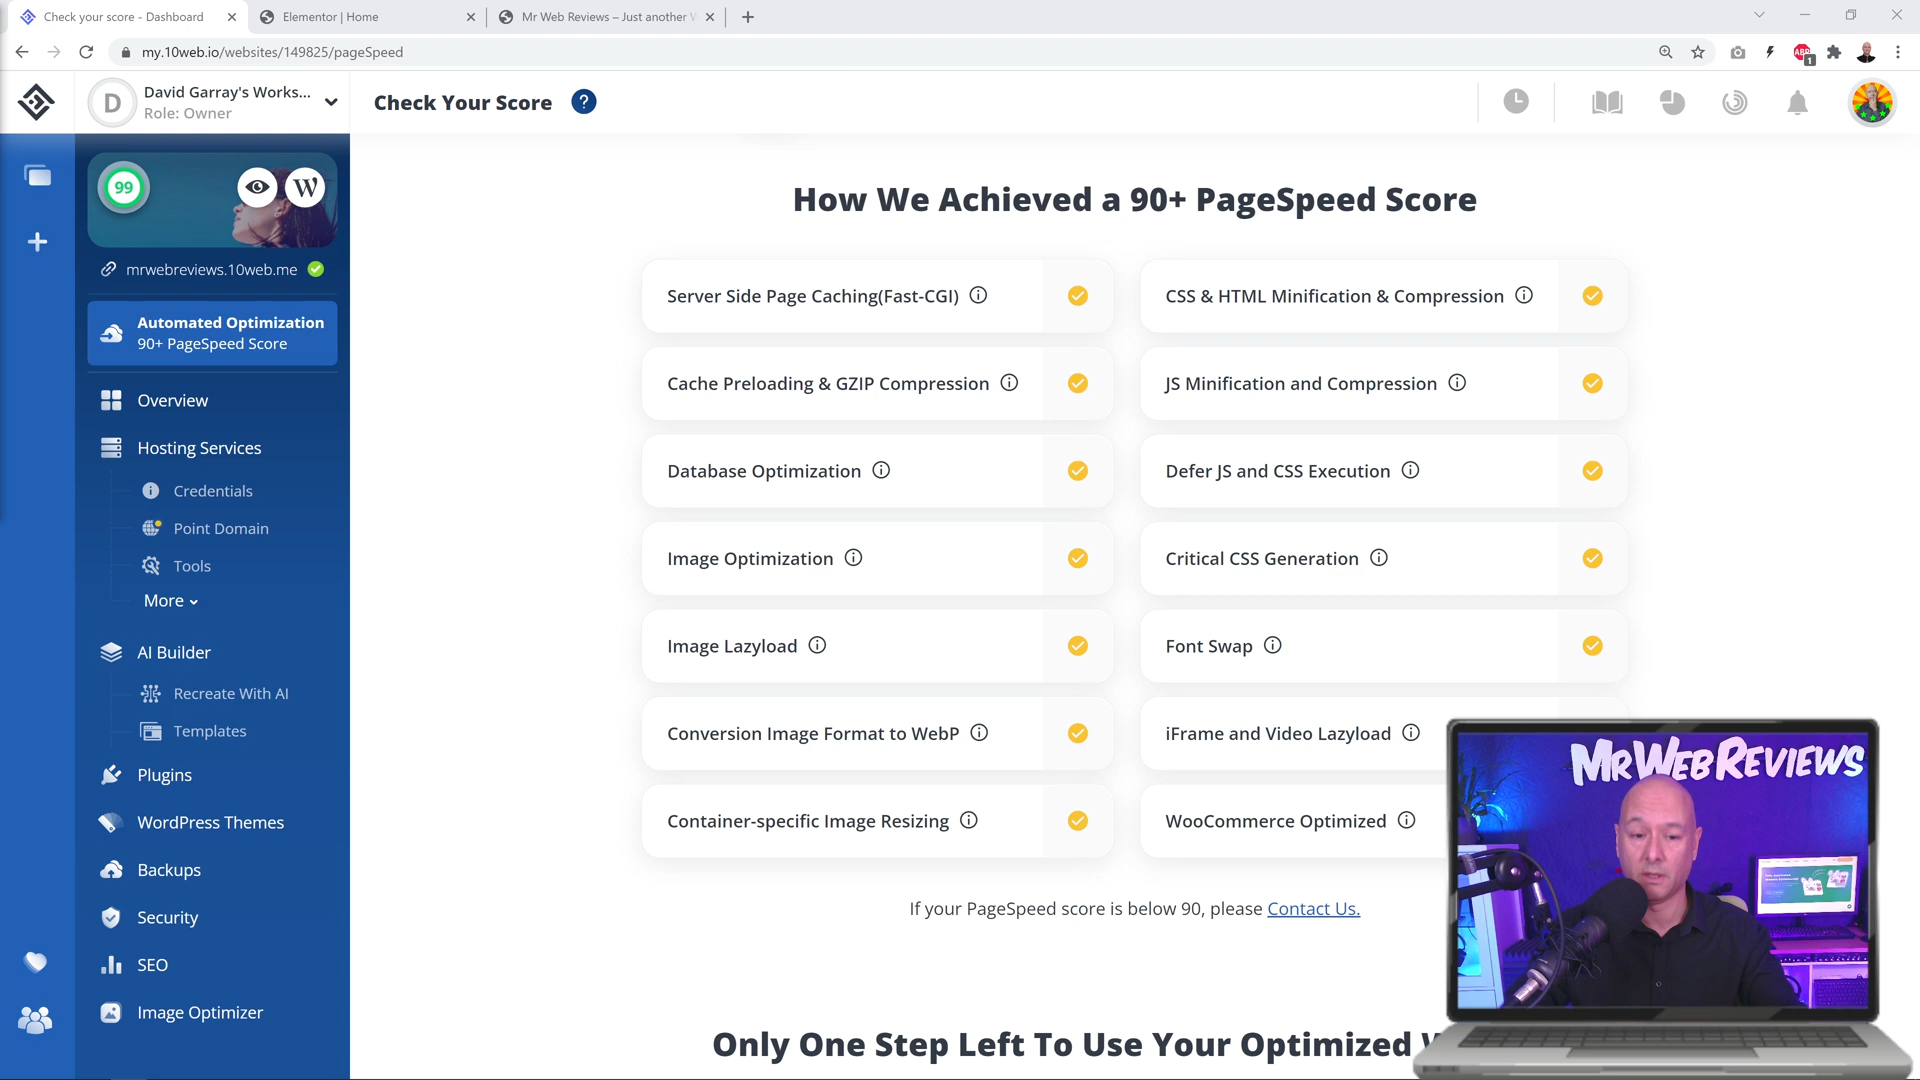 Check your score - Dashboard
Elementor | Home
Mr Web Reviews – Just another W
my.10web.io/websites/149825/pageSpeed
ABP
1
D
David Garray's Works...
Role: Owner
Check Your Score
?
99
W
mrwebreviews.10web.me
Automated Optimization
90+ PageSpeed Score
Overview
Hosting Services
Credentials
Point Domain
Tools
More
AI Builder
Recreate With AI
Templates
Plugins
WordPress Themes
Backups
Security
SEO
Image Optimizer
How We Achieved a 90+ PageSpeed Score
Server Side Page Caching(Fast-CGI)
CSS & HTML Minification & Compression
Cache Preloading & GZIP Compression
JS Minification and Compression
Database Optimization
Defer JS and CSS Execution
Image Optimization
Critical CSS Generation
Image Lazyload
Font Swap
Conversion Image Format to WebP
iFrame and Video Lazyload
Container-specific Image Resizing
WooCommerce Optimized
If your PageSpeed score is below 90, please Contact Us.
Only One Step Left To Use Your Optimized
MRWEBREVIEWS